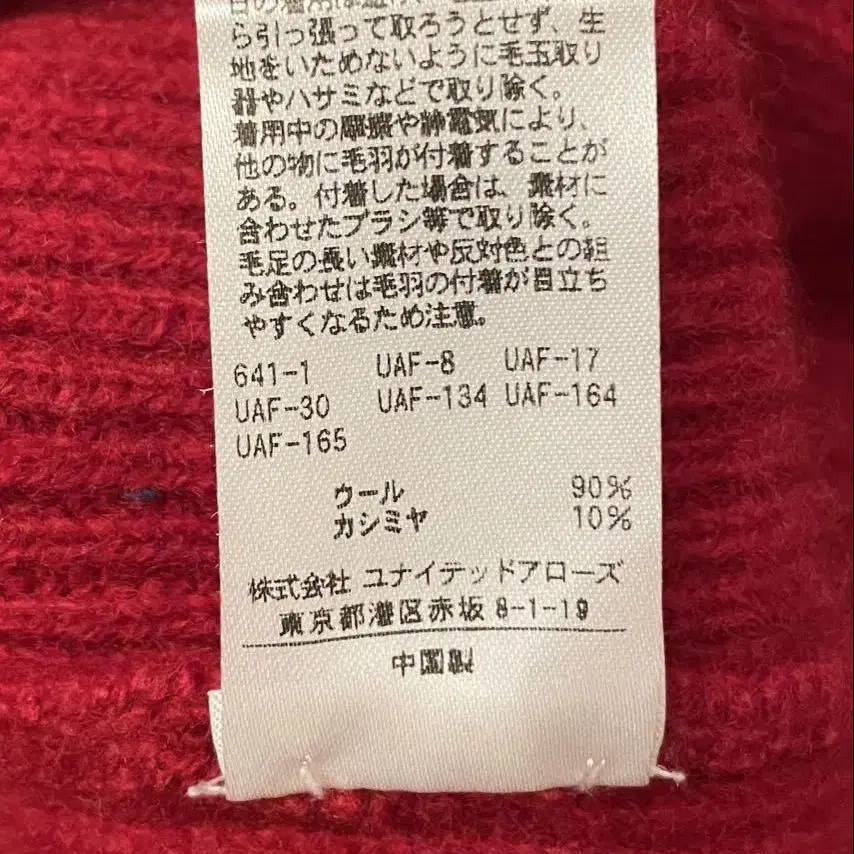 日の着用は避け、
ら引っ張って取ろうとせず、生
地をいためないように毛玉取り
器やハサミなどで取り除く。
着用中の摩擦や静電気により、
他の物に毛羽が付着することが
ある。付着した場合は、素材に
合わせたブラシ等で取り除く。
毛足の長い素材や反対色との組
み合わせは毛羽の付着が目立ち
やすくなるため注意。
641-1 UAF-8 UAF-17
UAF-30 UAF-134 UAF-164
UAF-165
ウール 90%
カシミヤ 10%
株式会社 ユナイテッドアローズ
東京都港区赤坂 8-1-19
中国製